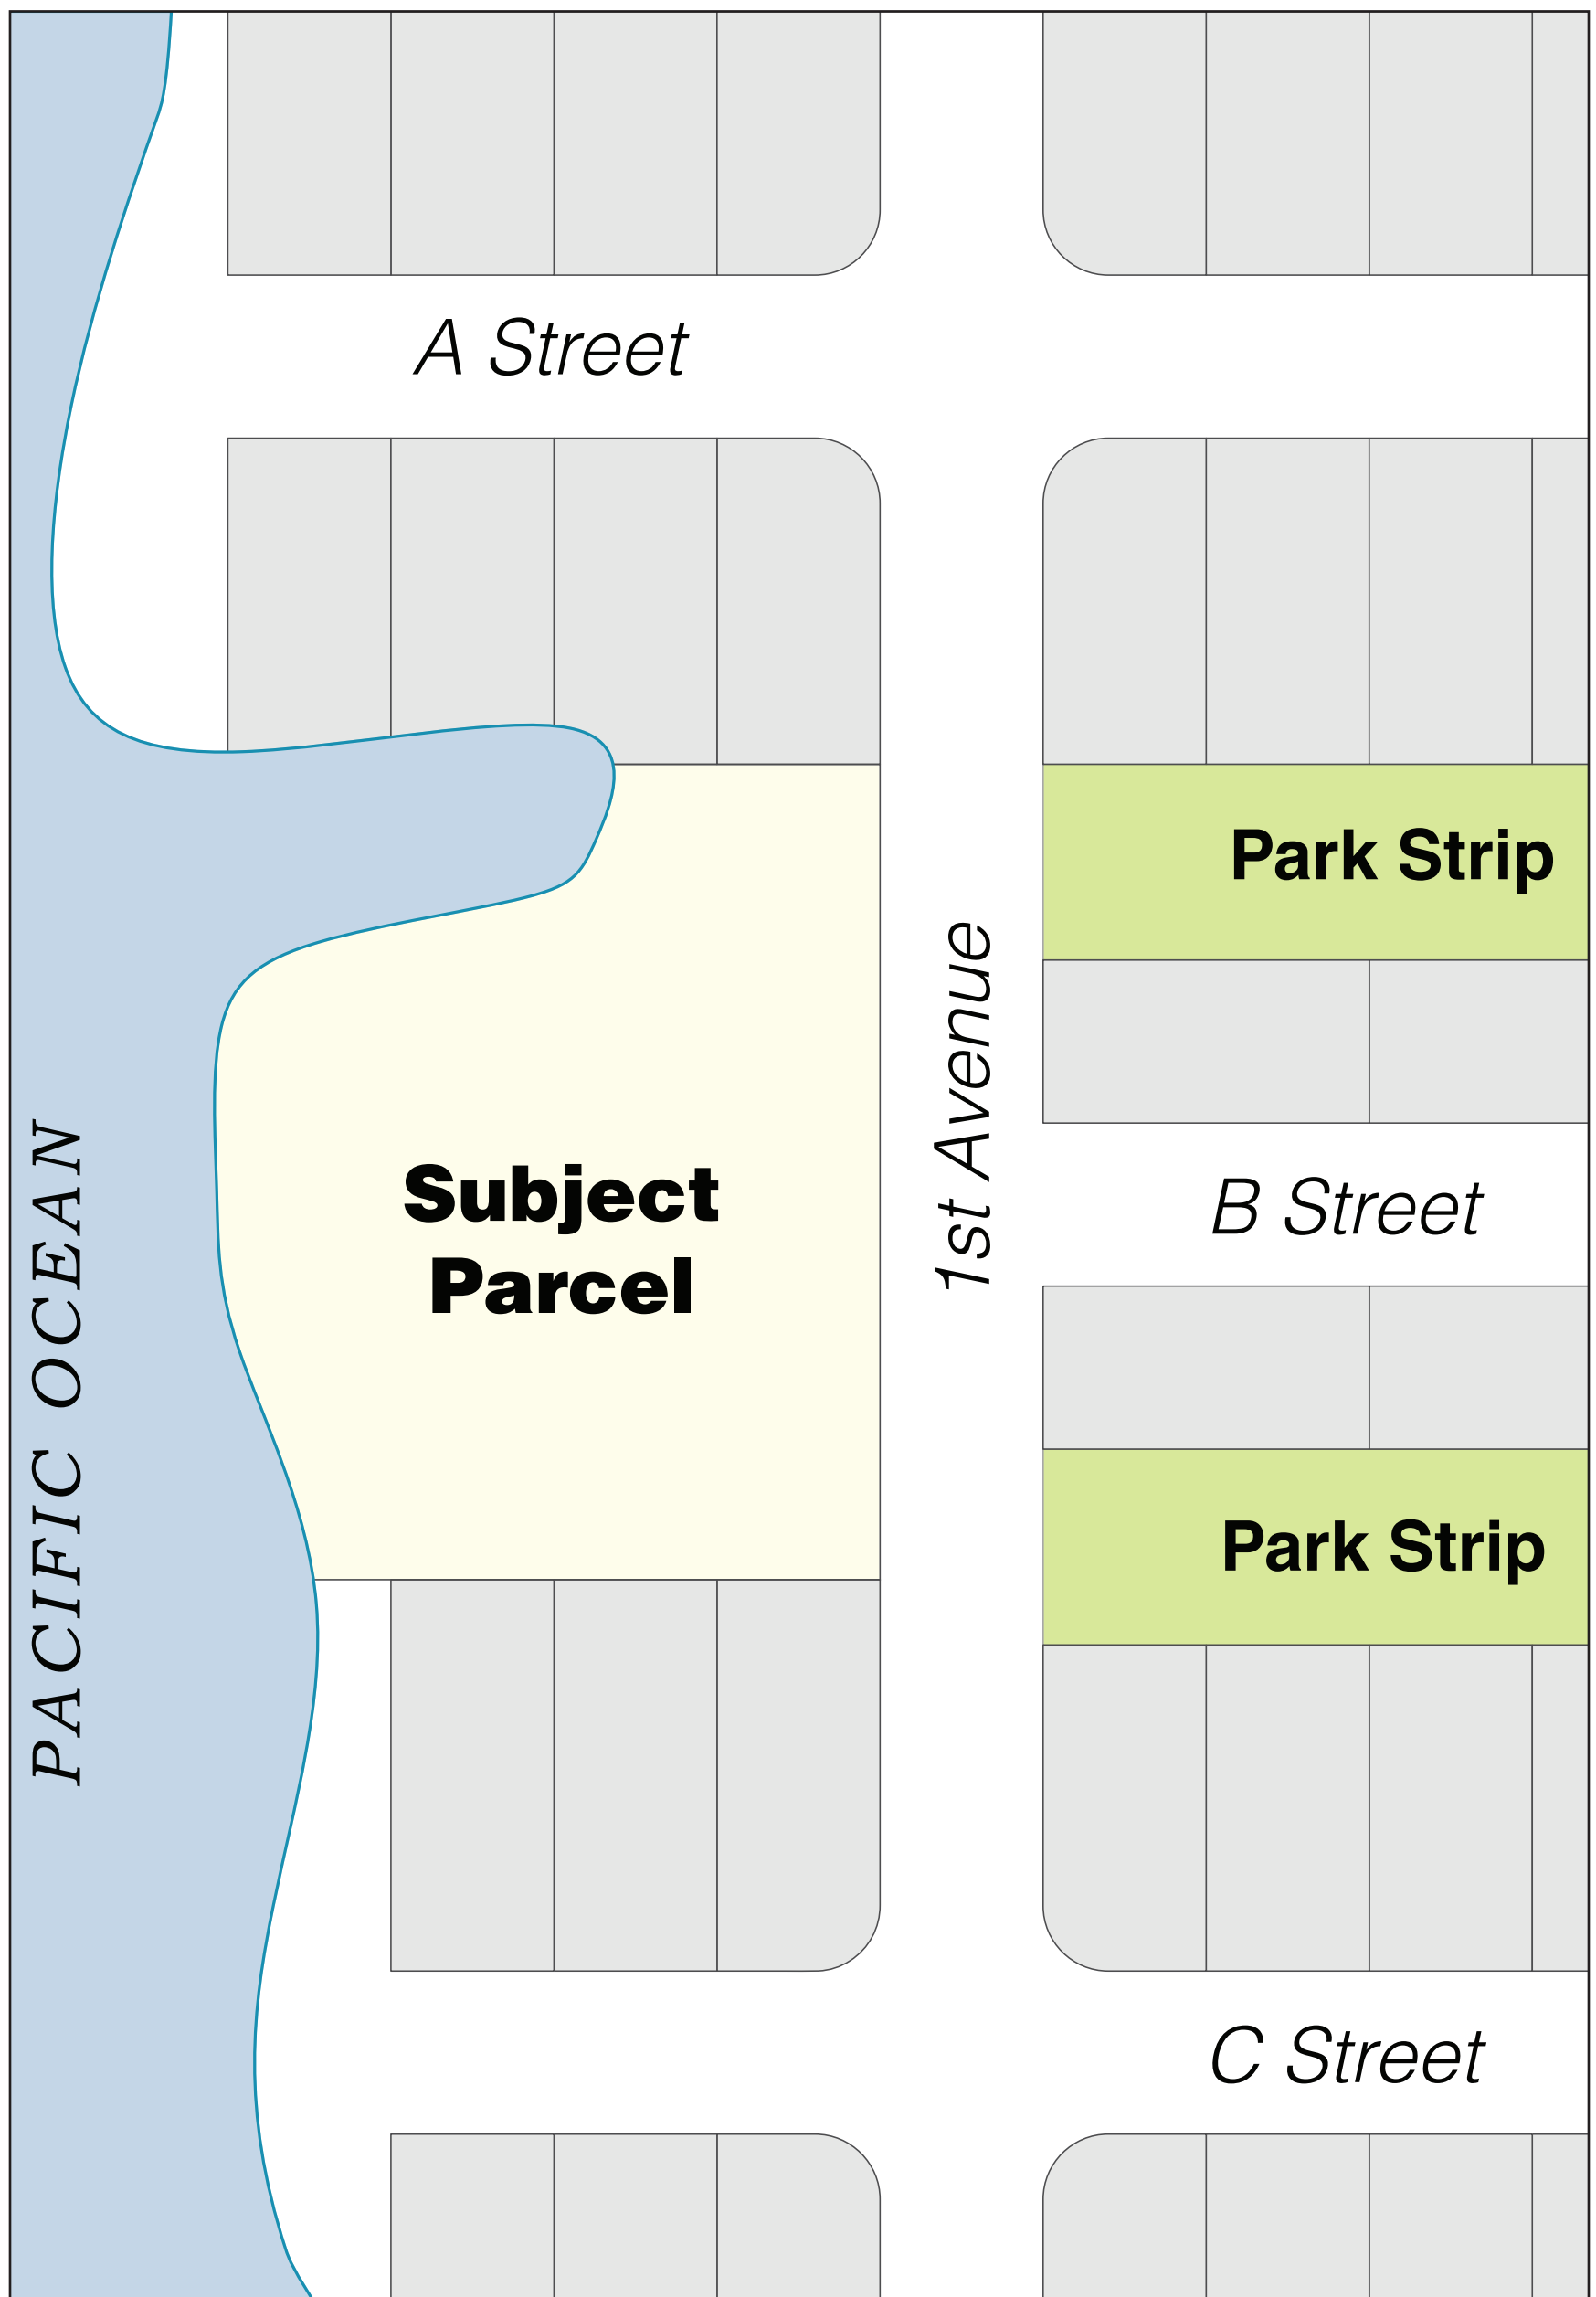 A Street
Park Strip
1st Avenue
PACIFIC OCEAN
Subject
Parcel
B Street
Park Strip
C Street